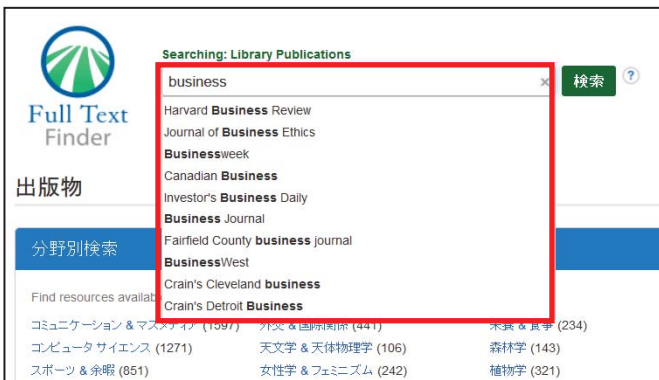 Searching: Library Publications
business × 検索 ?
Full Text
Finder
Harvard Business Review
Journal of Business Ethics
Businessweek
Canadian Business
Investor's Business Daily
Business Journal
Fairfield County business journal
BusinessWest
Crain's Cleveland business
Crain's Detroit Business
出版物
分野別検索
Find resources availab
コミュニケーション & マスメディア (1597) 外交 & 国際関係 (441) 栄養 & 食事 (234)
コンピュータ サイエンス (1271) 天文学 & 天体物理学 (106) 森林学 (143)
スポーツ & 余暇 (851) 女性学 & フェミニズム (242) 植物学 (321)